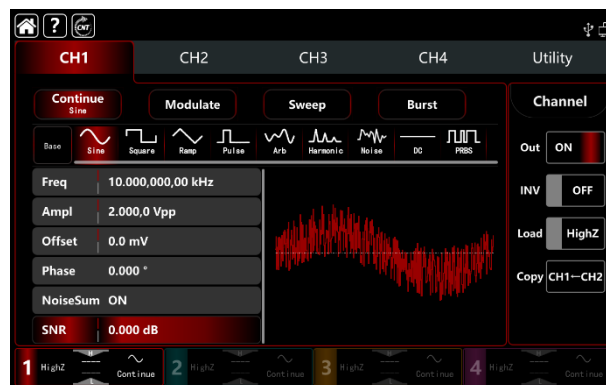 ? CNT
CH1 CH2 CH3 CH4 Utility
Continue Modulate Sweep Burst Channel
Sine
Base Sine Square Ramp Pulse Arb Harmonic Noise DC PRBS
Out ON
Freq 10.000,000,00 kHz
INV OFF
Ampl 2.000,0 Vpp
Offset 0.0 mV
Load HighZ
Phase 0.000 °
Copy CH1←CH2
NoiseSum ON
SNR 0.000 dB
1 HighZ H L Continue 2 HighZ Continue 3 HighZ Continue 4 HighZ Continue